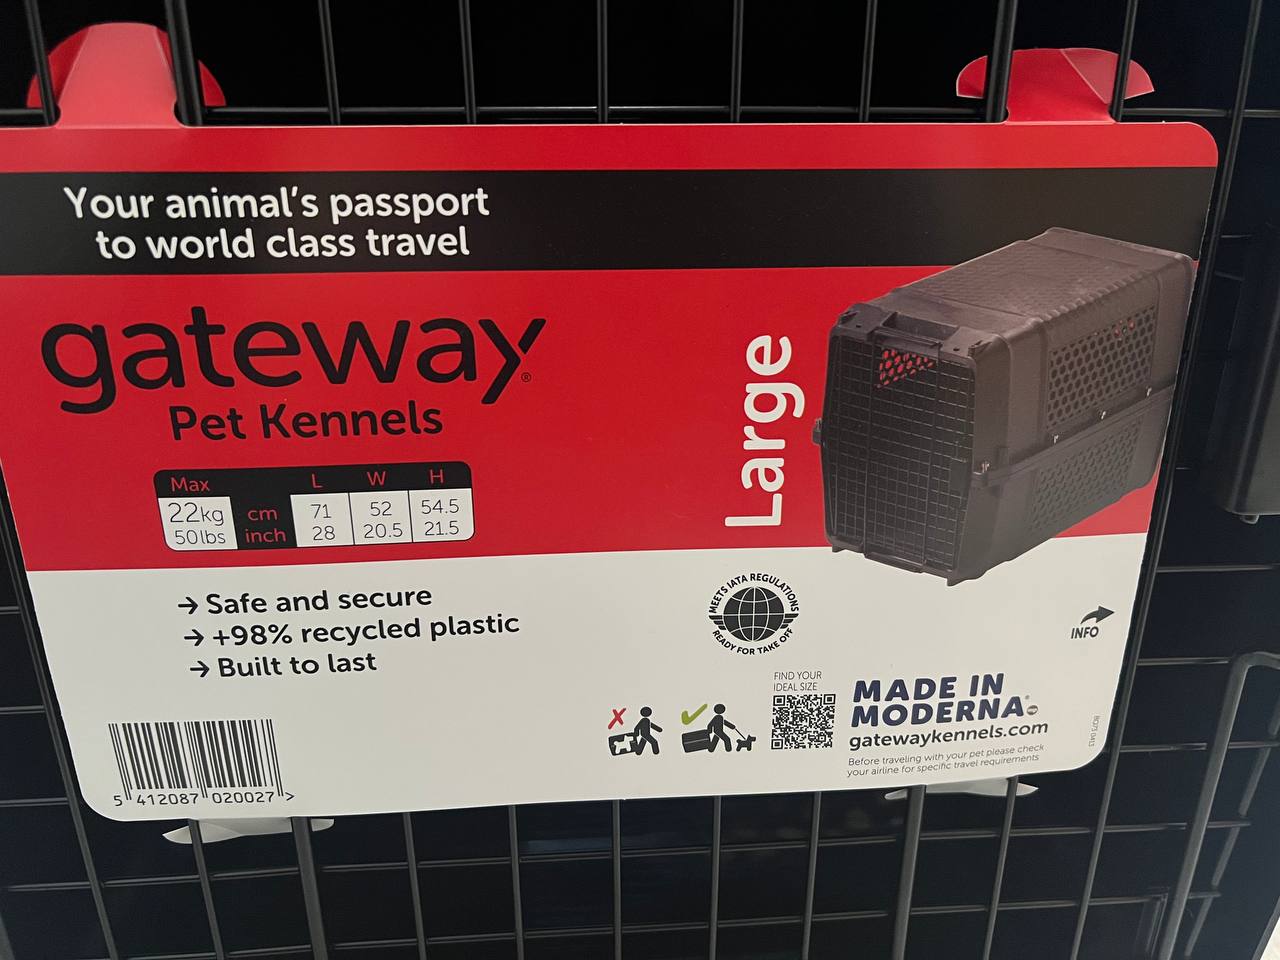 Your animal's passport
to world class travel
gateway®
Pet Kennels
Large
Max L W H
22kg cm 71 52 54.5
50lbs inch 28 20.5 21.5
→ Safe and secure
→ +98% recycled plastic
→ Built to last
MEETS IATA REGULATIONS
READY FOR TAKE OFF
INFO
FIND YOUR
IDEAL SIZE
MADE IN
MODERNA®
gatewaykennels.com
Before traveling with your pet please check
your airline for specific travel requirements
5 412087 020027 >